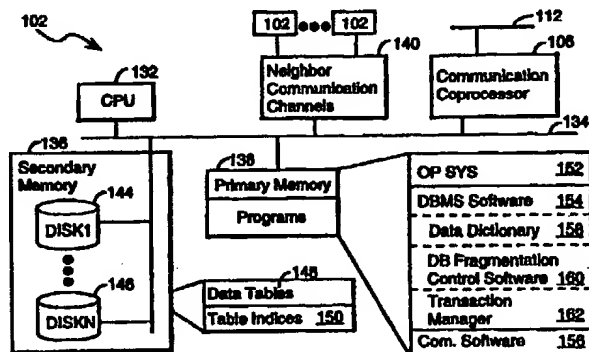 102
102 102
112
132
140
106
CPU
Neighbor
Communication
Channels
Communication
Coprocessor
134
136
Secondary
Memory
144
DISK1
146
DISKN
138
Primary Memory
Programs
148
Data Tables
Table Indices 150
OP SYS 152
DBMS Software 154
Data Dictionary 158
DB Fragmentation
Control Software 160
Transaction
Manager 162
Com. Software 156